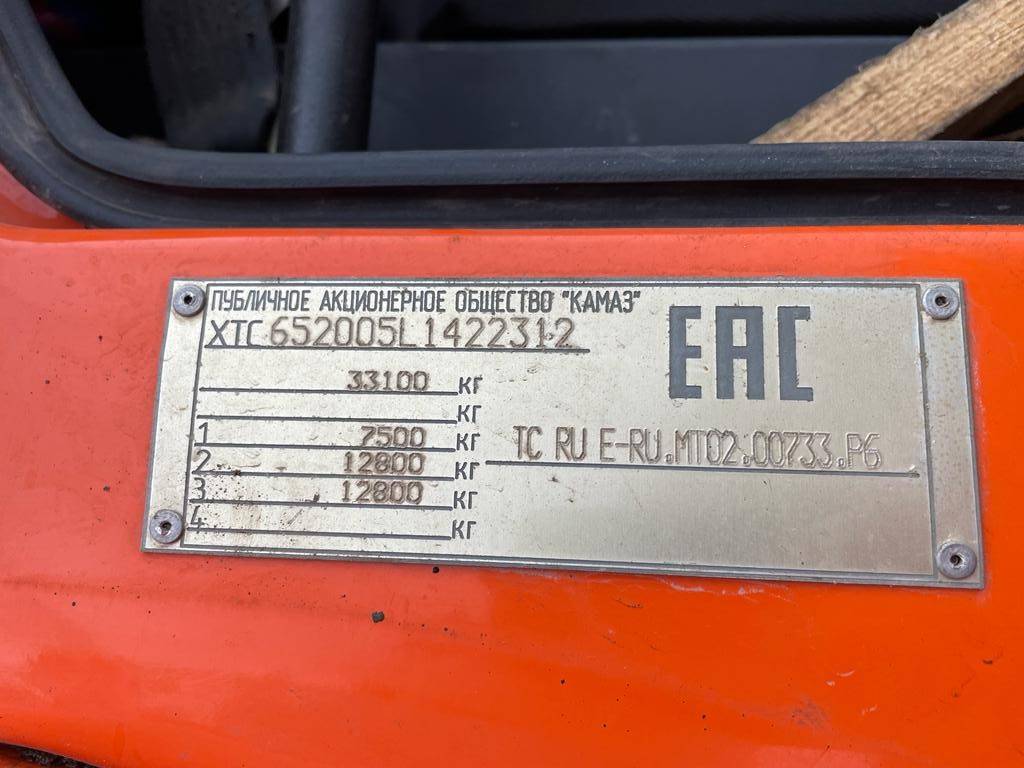 ПУБЛИЧНОЕ АКЦИОНЕРНОЕ ОБЩЕСТВО "КАМАЗ"
XTC652005L1422312
EAC
33100 КГ
КГ
1 7500 КГ
2 12800 КГ
3 12800 КГ
4 КГ
TC RU E-RU.MT02.00733.P6